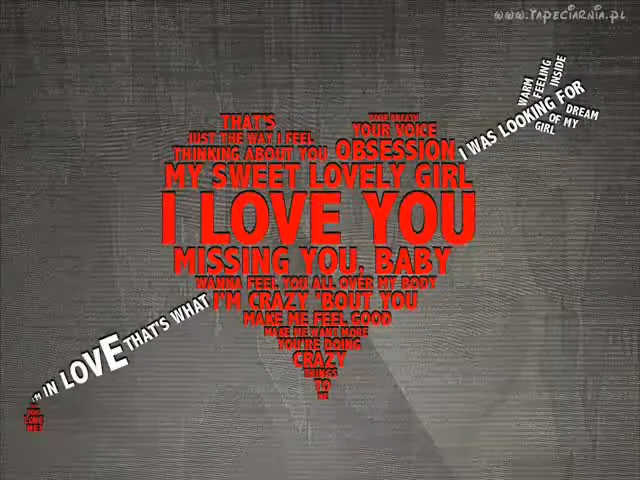 www.tapeciarnia.pl
WARM
FEELING
INSIDE
I WAS LOOKING FOR
DREAM
OF MY
GIRL
THAT'S
JUST THE WAY I FEEL
THINKING ABOUT YOU
YOUR VOICE
OBSESSION
MY SWEET LOVELY GIRL
I LOVE YOU
MISSING YOU, BABY
WANNA FEEL YOU ALL OVER MY BODY
I'M CRAZY 'BOUT YOU
MAKE ME FEEL GOOD
MAKE ME WANT MORE
YOU'RE DOING
CRAZY
THINGS
TO
ME
I'M IN LOVE THAT'S WHAT
YOU
LOVE
ME?